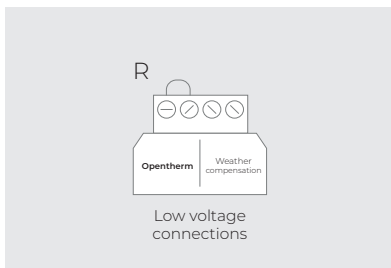 R
Opentherm
Weather
compensation
Low voltage
connections